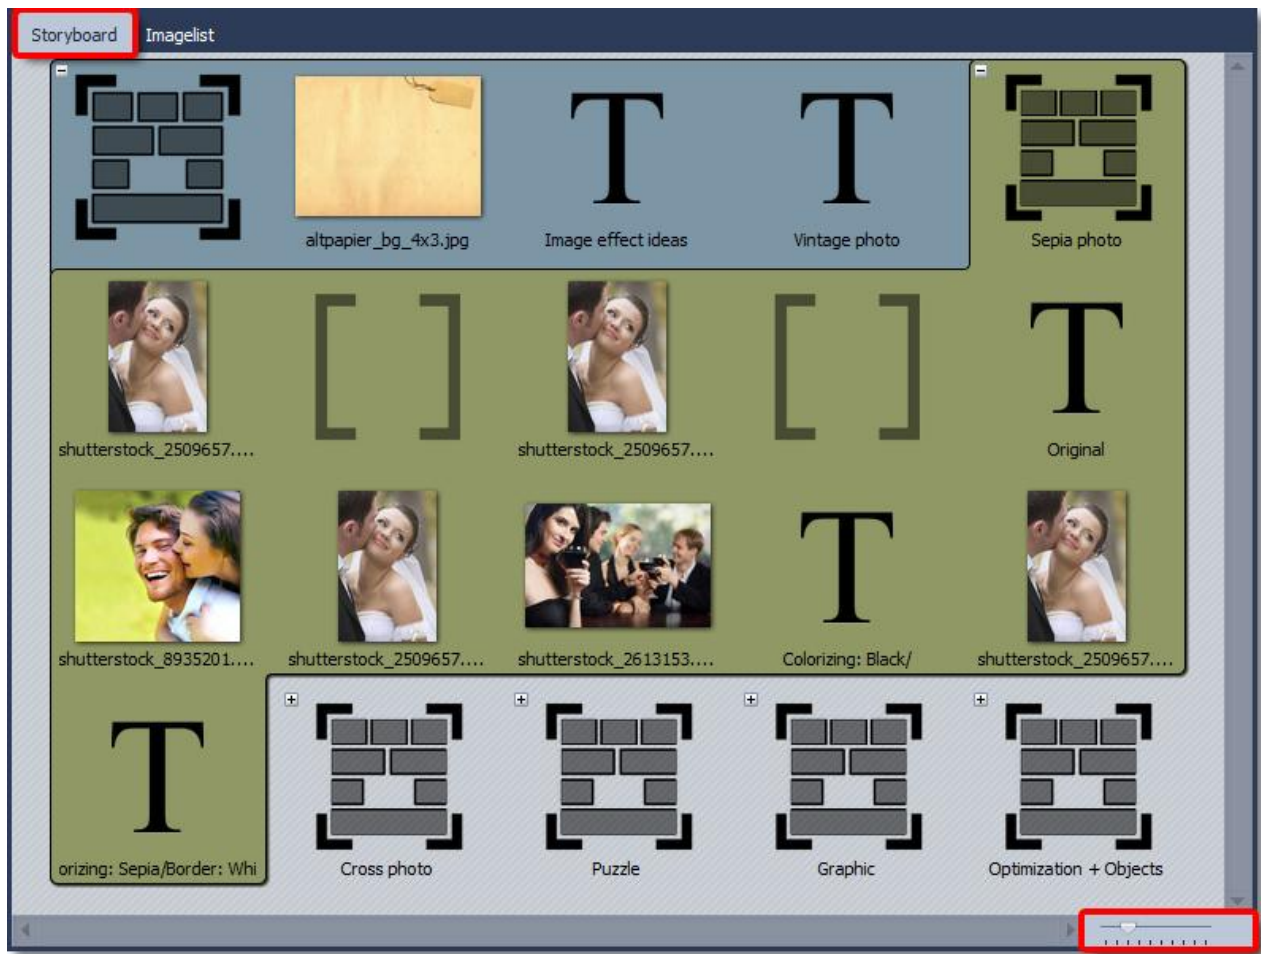 Storyboard Imagelist
altpapier_bg_4x3.jpg Image effect ideas Vintage photo Sepia photo
T T
shutterstock_2509657.... shutterstock_2509657.... Original
T
shutterstock_8935201.... shutterstock_2509657.... shutterstock_2613153.... Colorizing: Black/ shutterstock_2509657....
T
orizing: Sepia/Border: Whi Cross photo Puzzle Graphic Optimization + Objects
T